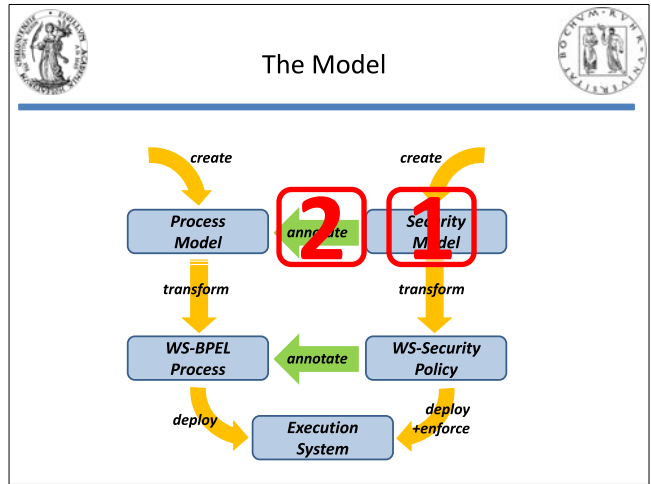 The Model
create
create
Process
Model
2
annotate
1
Security
Model
transform
transform
WS-BPEL
Process
annotate
WS-Security
Policy
deploy
deploy
+enforce
Execution
System